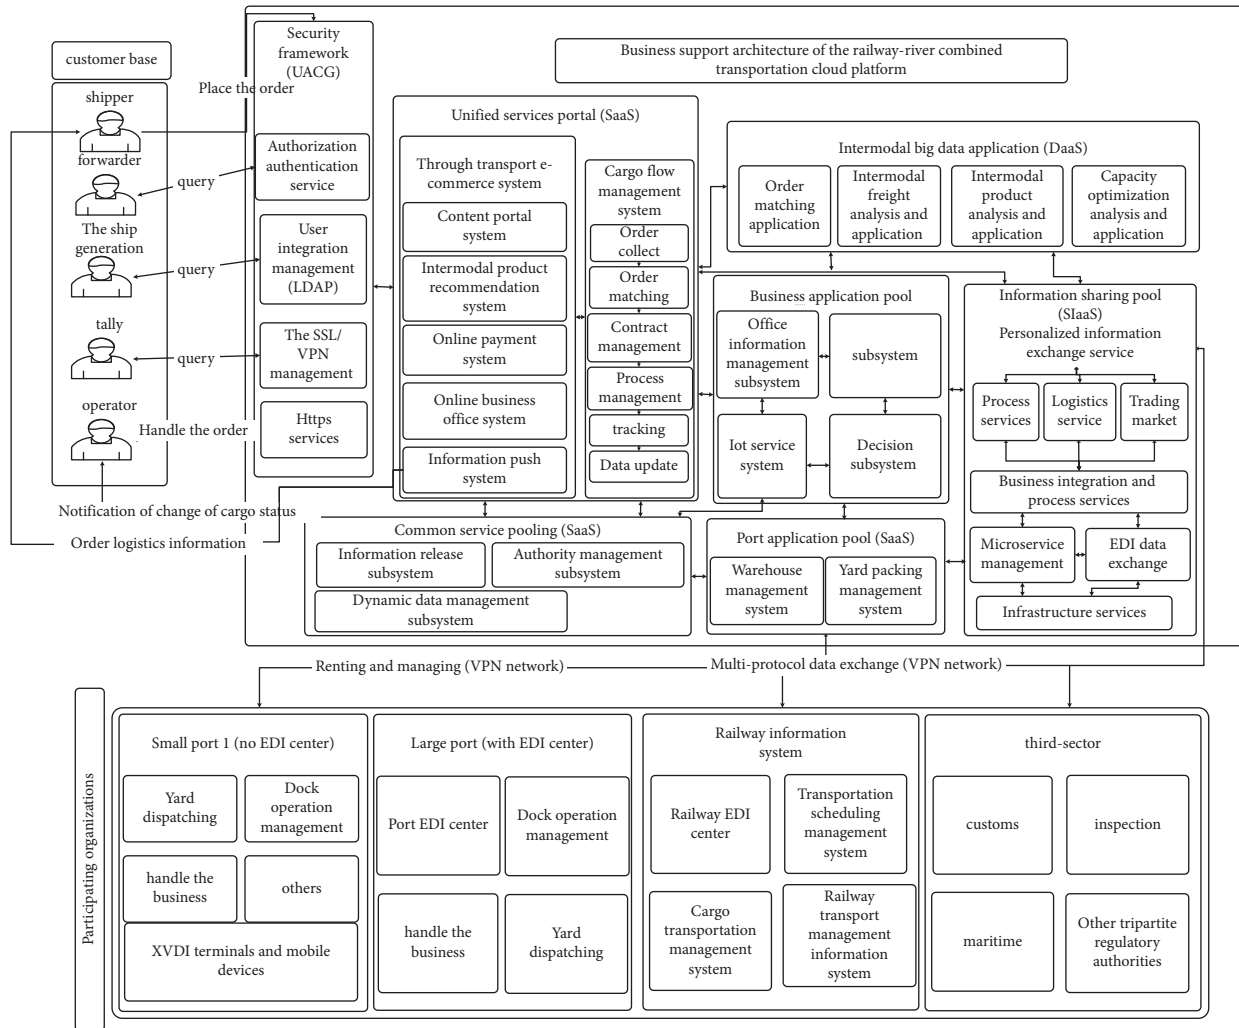 Business support architecture of the railway-river combined
transportation cloud platform
customer base
shipper
forwarder
The ship
generation
tally
operator
Place the order
query
query
query
Handle the order
Notification of change of cargo status
Order logistics information
Security
framework
(UACG)
Authorization
authentication
service
User
integration
management
(LDAP)
The SSL/
VPN
management
Https
services
Unified services portal (SaaS)
Through transport e-
commerce system
Content portal
system
Intermodal product
recommendation
system
Online payment
system
Online business
office system
Information push
system
Cargo flow
management
system
Order
collect
Order
matching
Contract
management
Process
management
tracking
Data update
Intermodal big data application (DaaS)
Order
matching
application
Intermodal
freight
analysis and
application
Intermodal
product
analysis and
application
Capacity
optimization
analysis and
application
Business application pool
Office
information
management
subsystem
subsystem
Iot service
system
Decision
subsystem
Information sharing pool
(SIaaS)
Personalized information
exchange service
Process
services
Logistics
service
Trading
market
Business integration and
process services
Microservice
management
EDI data
exchange
Infrastructure services
Common service pooling (SaaS)
Information release
subsystem
Authority management
subsystem
Dynamic data management
subsystem
Port application pool (SaaS)
Warehouse
management
system
Yard packing
management
system
Renting and managing (VPN network)
Multi-protocol data exchange (VPN network)
Participating organizations
Small port 1 (no EDI center)
Yard
dispatching
Dock
operation
management
handle the
business
others
XVDI terminals and mobile
devices
Large port (with EDI center)
Port EDI center
Dock operation
management
handle the
business
Yard
dispatching
Railway information
system
Railway EDI
center
Transportation
scheduling
management
system
Cargo
transportation
management
system
Railway
transport
management
information
system
third-sector
customs
inspection
maritime
Other tripartite
regulatory
authorities